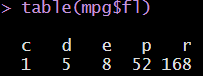 > table(mpg$fl)
c d e p r
1 5 8 52 168